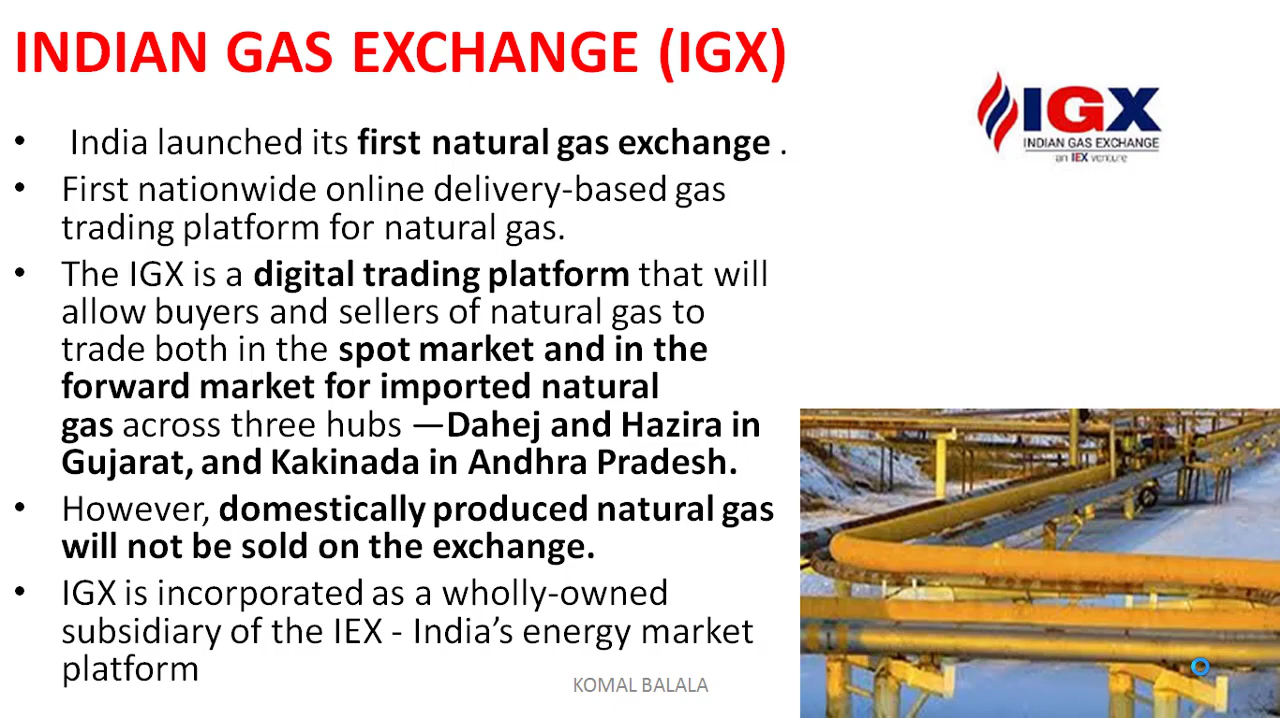 INDIAN GAS EXCHANGE (IGX)
IGX
INDIAN GAS EXCHANGE
an IEX venture
• India launched its first natural gas exchange .
• First nationwide online delivery-based gas
trading platform for natural gas.
• The IGX is a digital trading platform that will
allow buyers and sellers of natural gas to
trade both in the spot market and in the
forward market for imported natural
gas across three hubs —Dahej and Hazira in
Gujarat, and Kakinada in Andhra Pradesh.
• However, domestically produced natural gas
will not be sold on the exchange.
• IGX is incorporated as a wholly-owned
subsidiary of the IEX - India’s energy market
platform
KOMAL BALALA